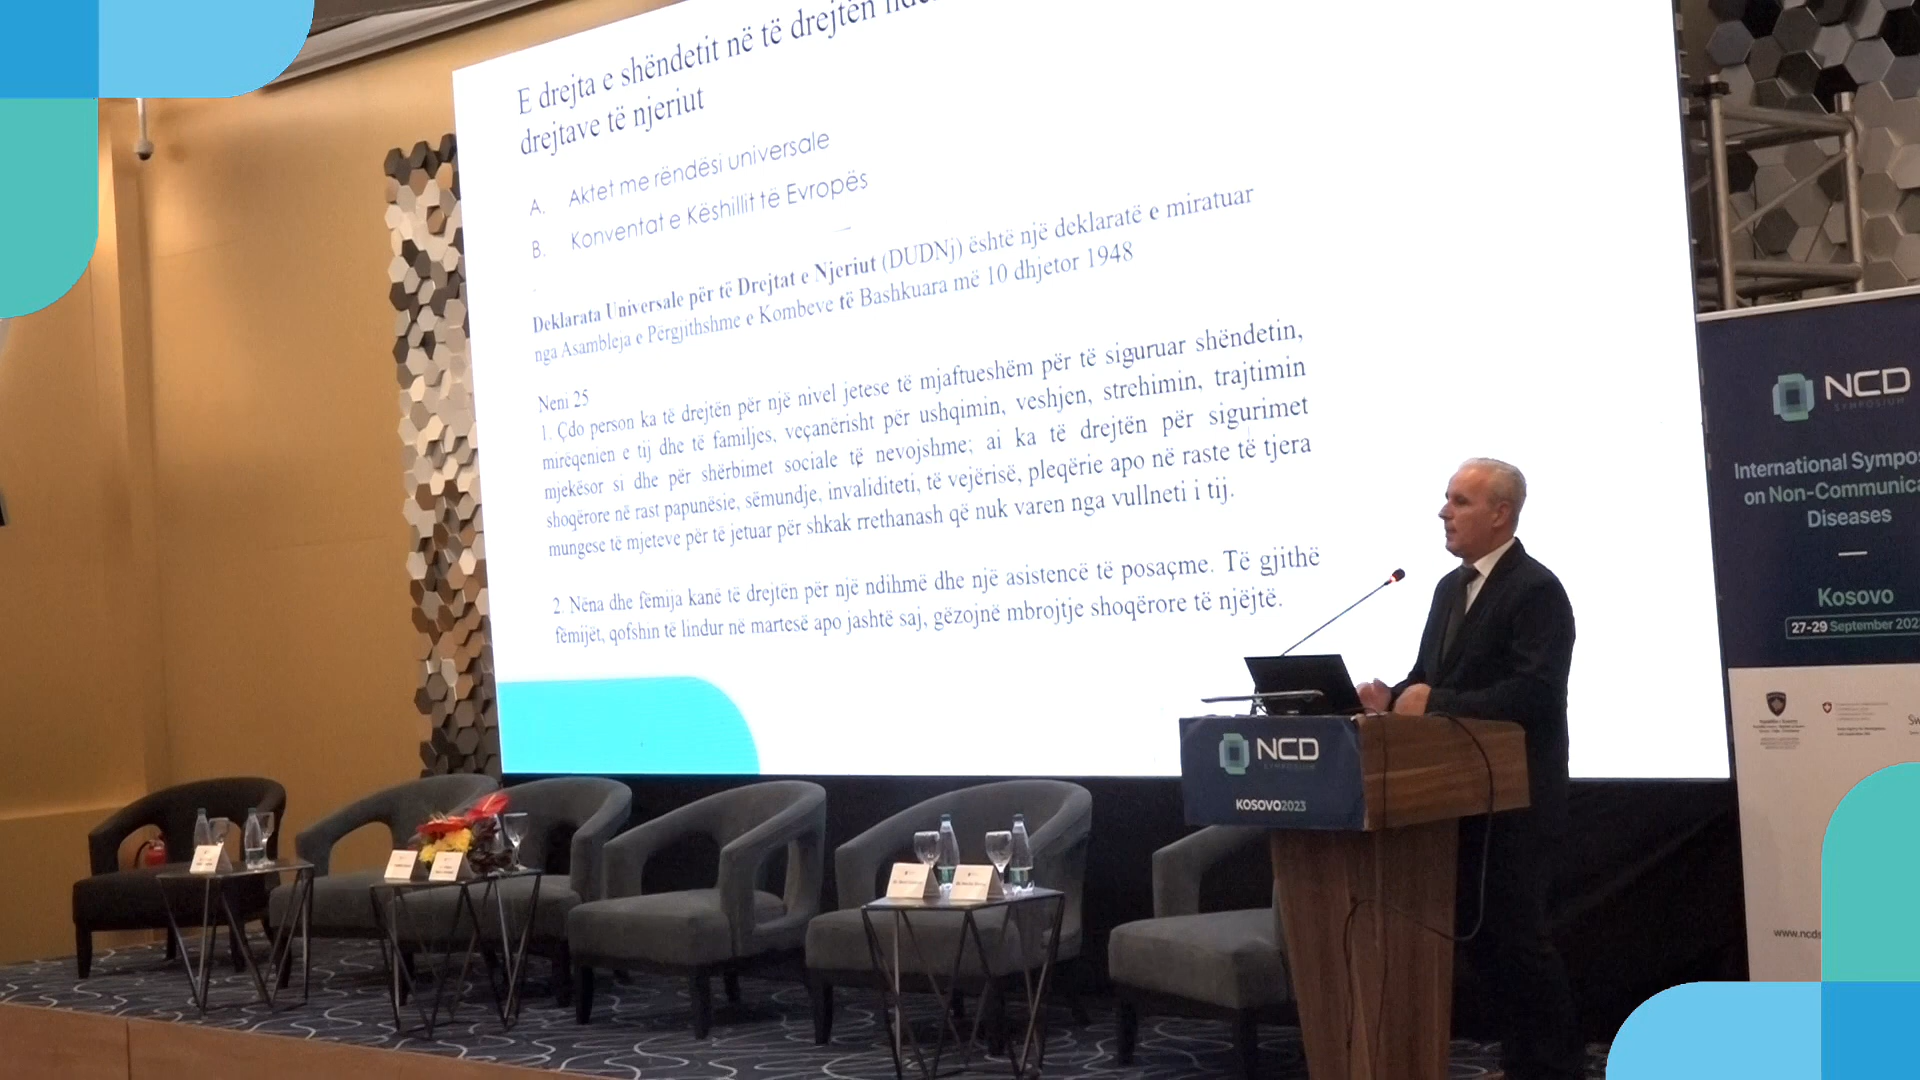 E drejta e shëndetit në të drejtën
drejtave të njeriut
A. Aktet me rëndësi universale
B. Konventat e Këshillit të Evropës
Deklarata Universale për të Drejtat e Njeriut (DUDNj) është një deklaratë e miratuar
nga Asambleja e Përgjithshme e Kombeve të Bashkuara më 10 dhjetor 1948
Neni 25
1. Çdo person ka të drejtën për një nivel jetese të mjaftueshëm për të siguruar shëndetin,
mirëqenien e tij dhe të familjes, veçanërisht për ushqimin, veshjen, strehimin, trajtimin
mjekësor si dhe për shërbimet sociale të nevojshme; ai ka të drejtën për sigurimet
shoqërore në rast papunësie, sëmundje, invaliditeti, të vejërisë, pleqërie apo në raste të tjera
mungese të mjeteve për të jetuar për shkak rrethanash që nuk varen nga vullneti i tij.
2. Nëna dhe fëmija kanë të drejtën për një ndihmë dhe një asistencë të posaçme. Të gjithë
fëmijët, qofshin të lindur në martesë apo jashtë saj, gëzojnë mbrojtje shoqërore të njëjtë.
NCD
SYMPOSIUM
International Sympos
on Non-Communica
Diseases
Kosovo
27-29 September 202
www.ncds
NCD
SYMPOSIUM
KOSOVO2023